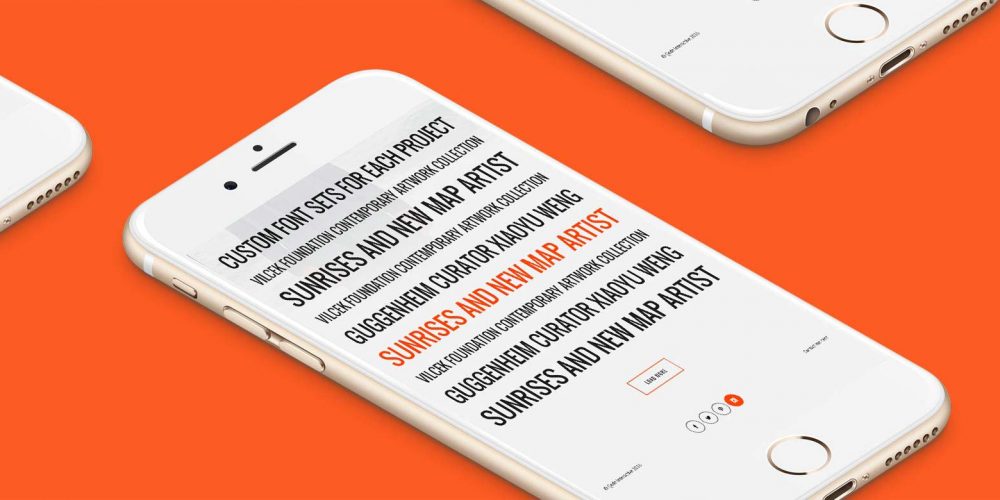 CUSTOM FONT SETS FOR EACH PROJECT
VILCEK FOUNDATION CONTEMPORARY ARTWORK COLLECTION
SUNRISES AND NEW MAP ARTIST
VILCEK FOUNDATION CONTEMPORARY ARTWORK COLLECTION
GUGGENHEIM CURATOR XIAOYU WENG
SUNRISES AND NEW MAP ARTIST
VILCEK FOUNDATION CONTEMPORARY ARTWORK COLLECTION
GUGGENHEIM CURATOR XIAOYU WENG
SUNRISES AND NEW MAP ARTIST
LOAD MORE